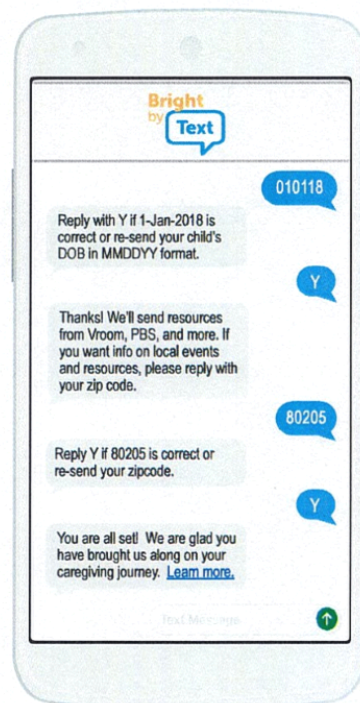 Bright
by Text
010118
Reply with Y if 1-Jan-2018 is
correct or re-send your child's
DOB in MMDDYY format.
Y
Thanks! We'll send resources
from Vroom, PBS, and more. If
you want info on local events
and resources, please reply with
your zip code.
80205
Reply Y if 80205 is correct or
re-send your zipcode.
Y
You are all set! We are glad you
have brought us along on your
caregiving journey. Learn more.
Text Message